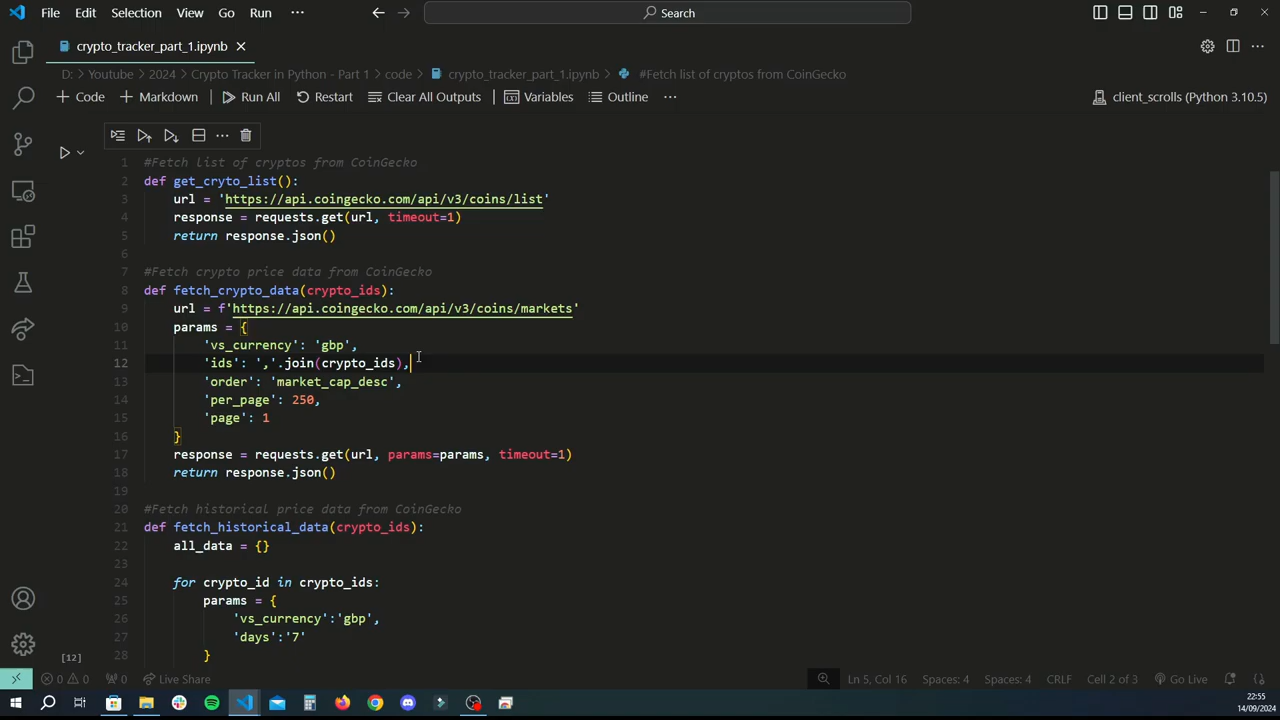 File Edit Selection View Go Run ··· Search
crypto_tracker_part_1.ipynb
D: > Youtube > 2024 > Crypto Tracker in Python - Part 1 > code > crypto_tracker_part_1.ipynb > #Fetch list of cryptos from CoinGecko
+ Code + Markdown Run All Restart Clear All Outputs Variables Outline ··· client_scrolls (Python 3.10.5)
1 #Fetch list of cryptos from CoinGecko
2 def get_cryto_list():
3 url = 'https://api.coingecko.com/api/v3/coins/list'
4 response = requests.get(url, timeout=1)
5 return response.json()
6
7 #Fetch crypto price data from CoinGecko
8 def fetch_crypto_data(crypto_ids):
9 url = f'https://api.coingecko.com/api/v3/coins/markets'
10 params = {
11 'vs_currency': 'gbp',
12 'ids': ','.join(crypto_ids),
13 'order': 'market_cap_desc',
14 'per_page': 250,
15 'page': 1
16 }
17 response = requests.get(url, params=params, timeout=1)
18 return response.json()
19
20 #Fetch historical price data from CoinGecko
21 def fetch_historical_data(crypto_ids):
22 all_data = {}
23
24 for crypto_id in crypto_ids:
25 params = {
26 'vs_currency':'gbp',
27 'days':'7'
28 }
[12]
0 0 0 Live Share Ln 5, Col 16 Spaces: 4 Spaces: 4 CRLF Cell 2 of 3 Go Live
22:55
14/09/2024